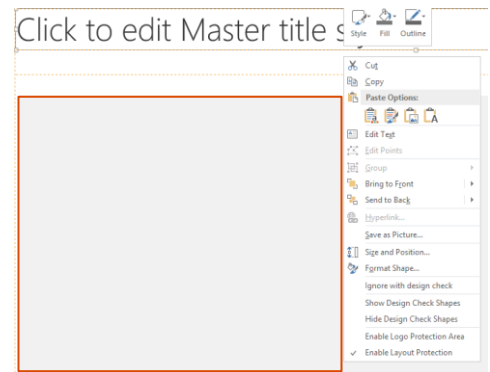 Click to edit Master title s
Style Fill Outline
Cut
Copy
Paste Options:
A
Edit Text
Edit Points
Group
Bring to Front
Send to Back
Hyperlink...
Save as Picture...
Size and Position...
Format Shape...
Ignore with design check
Show Design Check Shapes
Hide Design Check Shapes
Enable Logo Protection Area
Enable Layout Protection